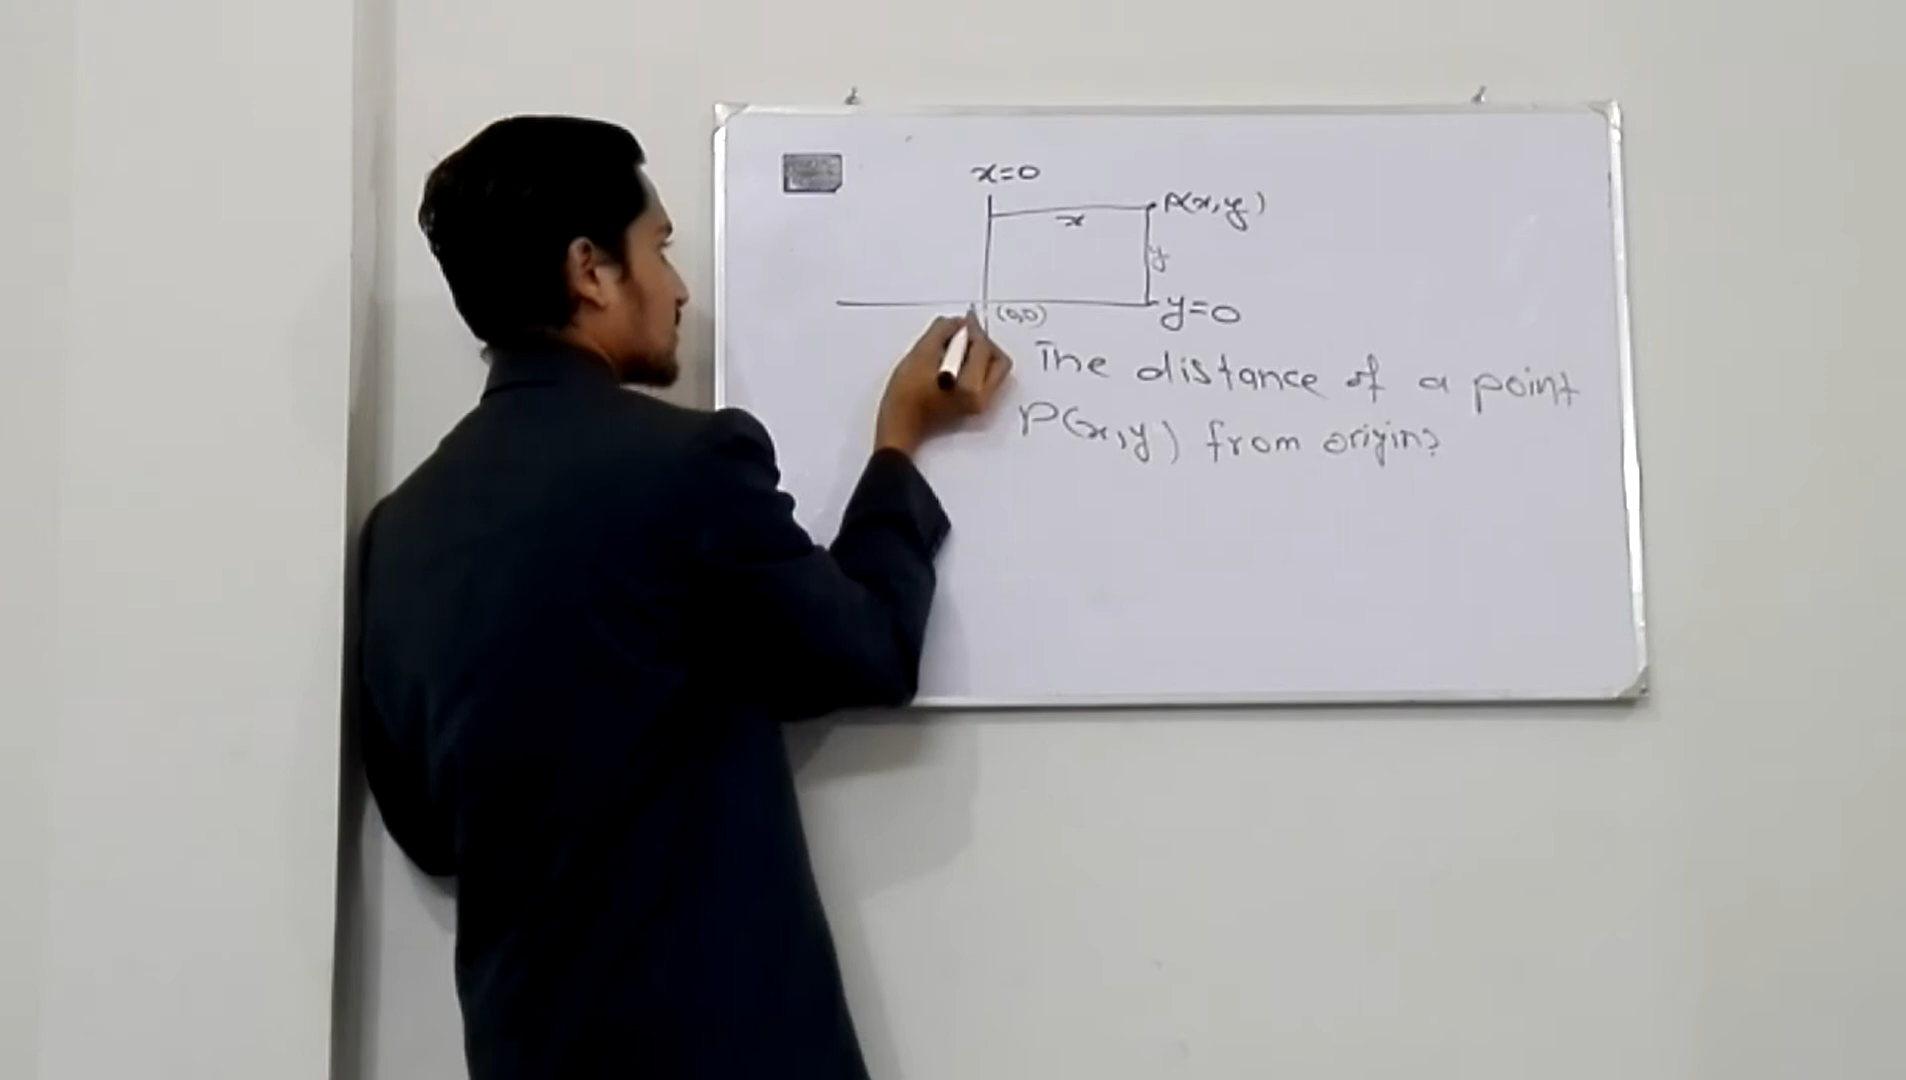 x=0
P(x,y)
x
y
(0,0)
y=0
The distance of a point
P(x,y) from origin?